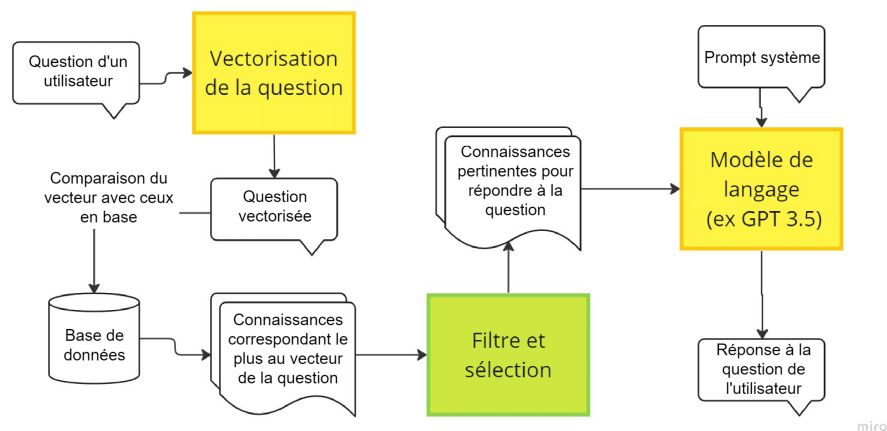 Question d'un
utilisateur
Vectorisation
de la question
Prompt système
Connaissances
pertinentes pour
répondre à la
question
Modèle de
langage
(ex GPT 3.5)
Comparaison du
vecteur avec ceux
en base
Question
vectorisée
Base de
données
Connaissances
correspondant le
plus au vecteur
de la question
Filtre et
sélection
Réponse à la
question de
l'utilisateur
miro